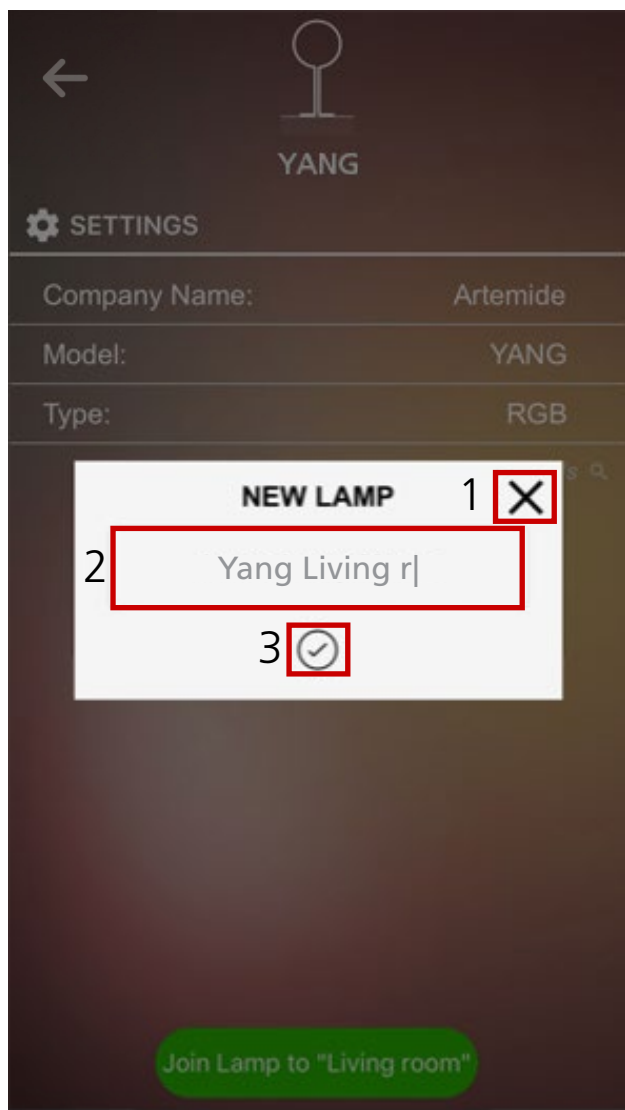 YANG
SETTINGS
Company Name: Artemide
Model: YANG
Type: RGB
s
NEW LAMP 1
2 Yang Living r|
3
Join Lamp to "Living room"